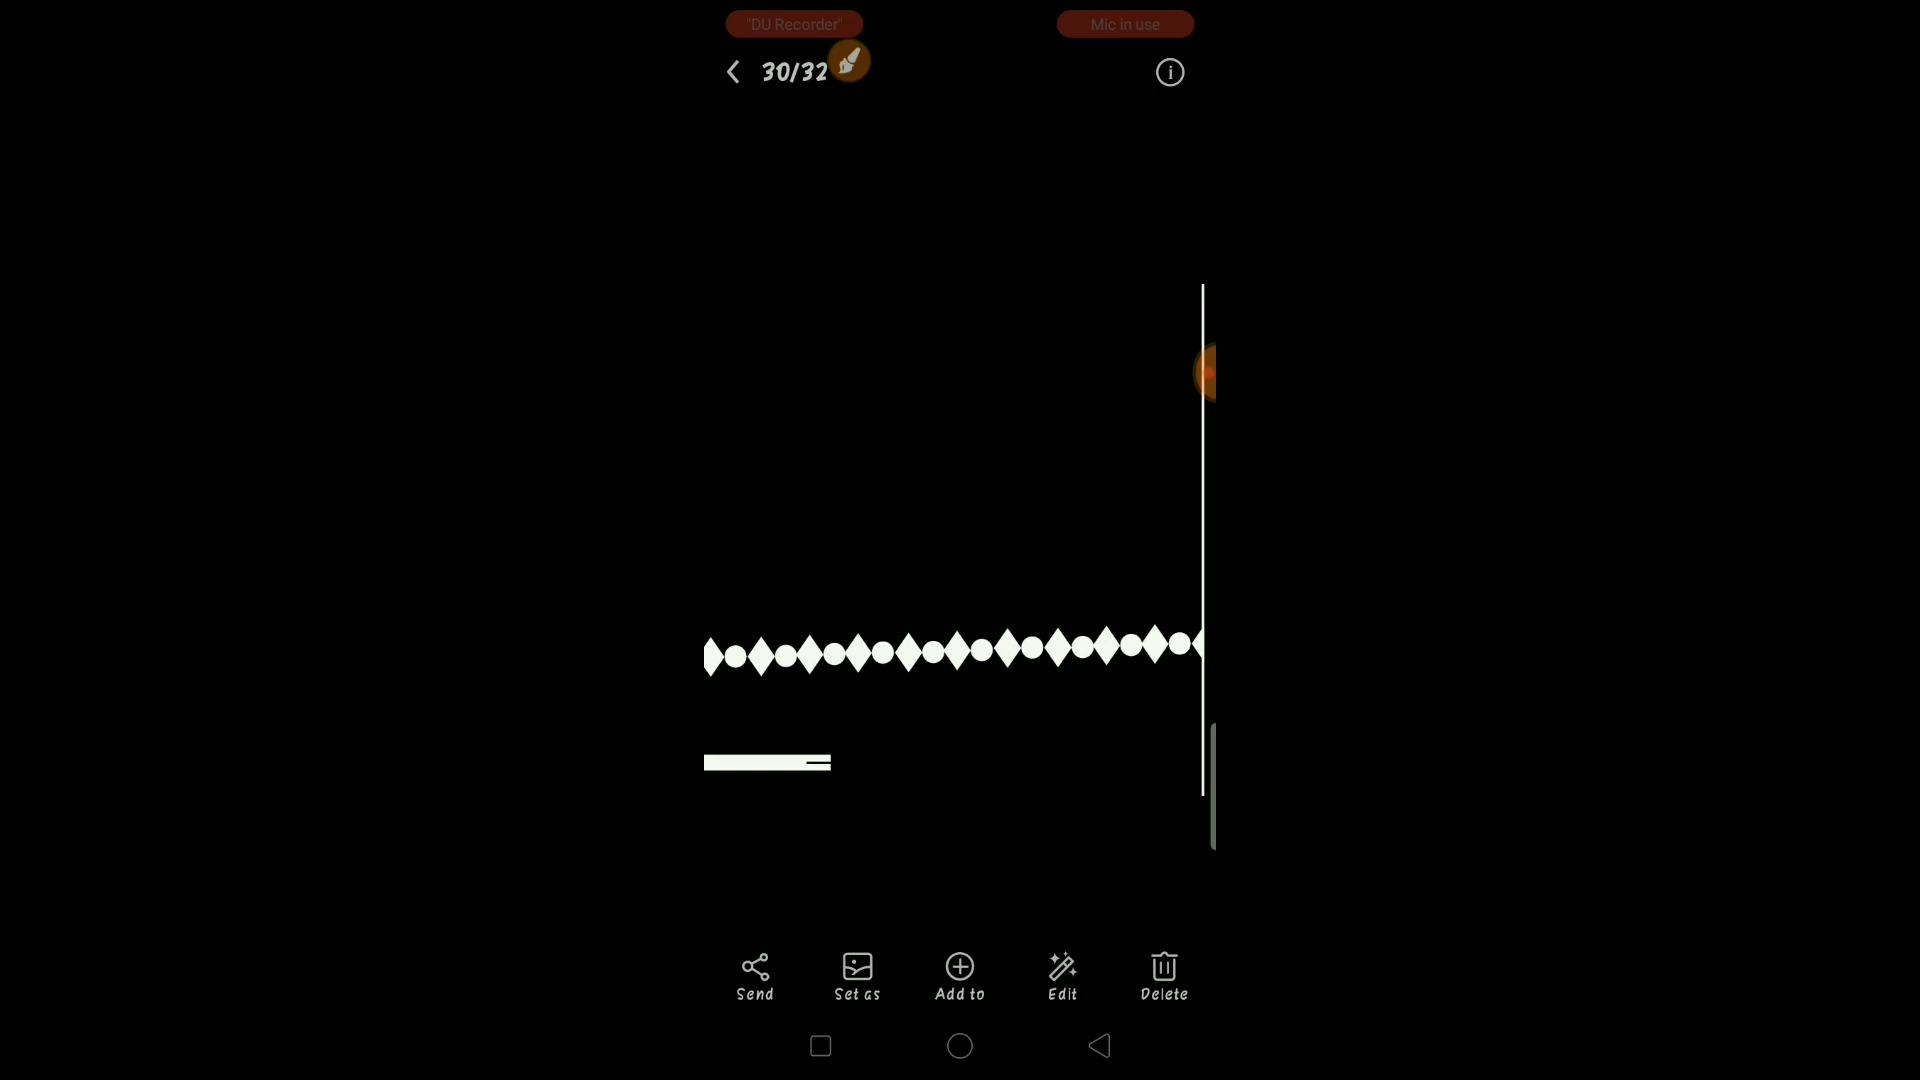 "DU Recorder"
Mic in use
30/32
Send
Set as
Add to
Edit
Delete